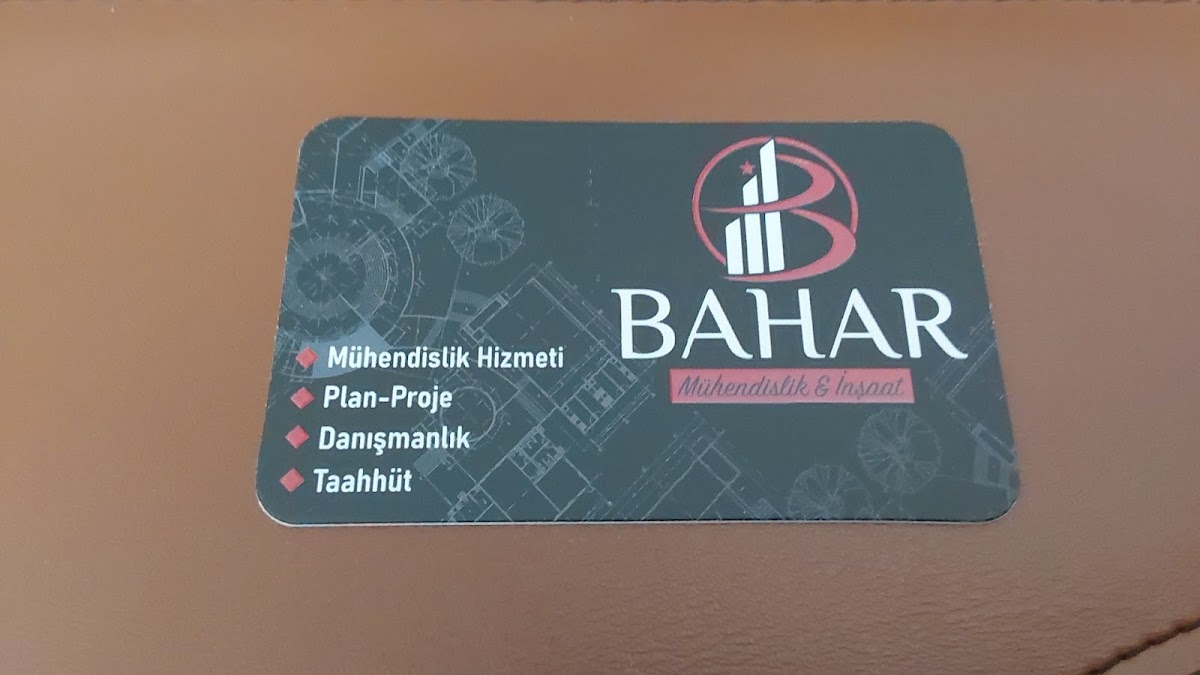 BAHAR
Mühendislik & İnşaat
Mühendislik Hizmeti
Plan-Proje
Danışmanlık
Taahhüt